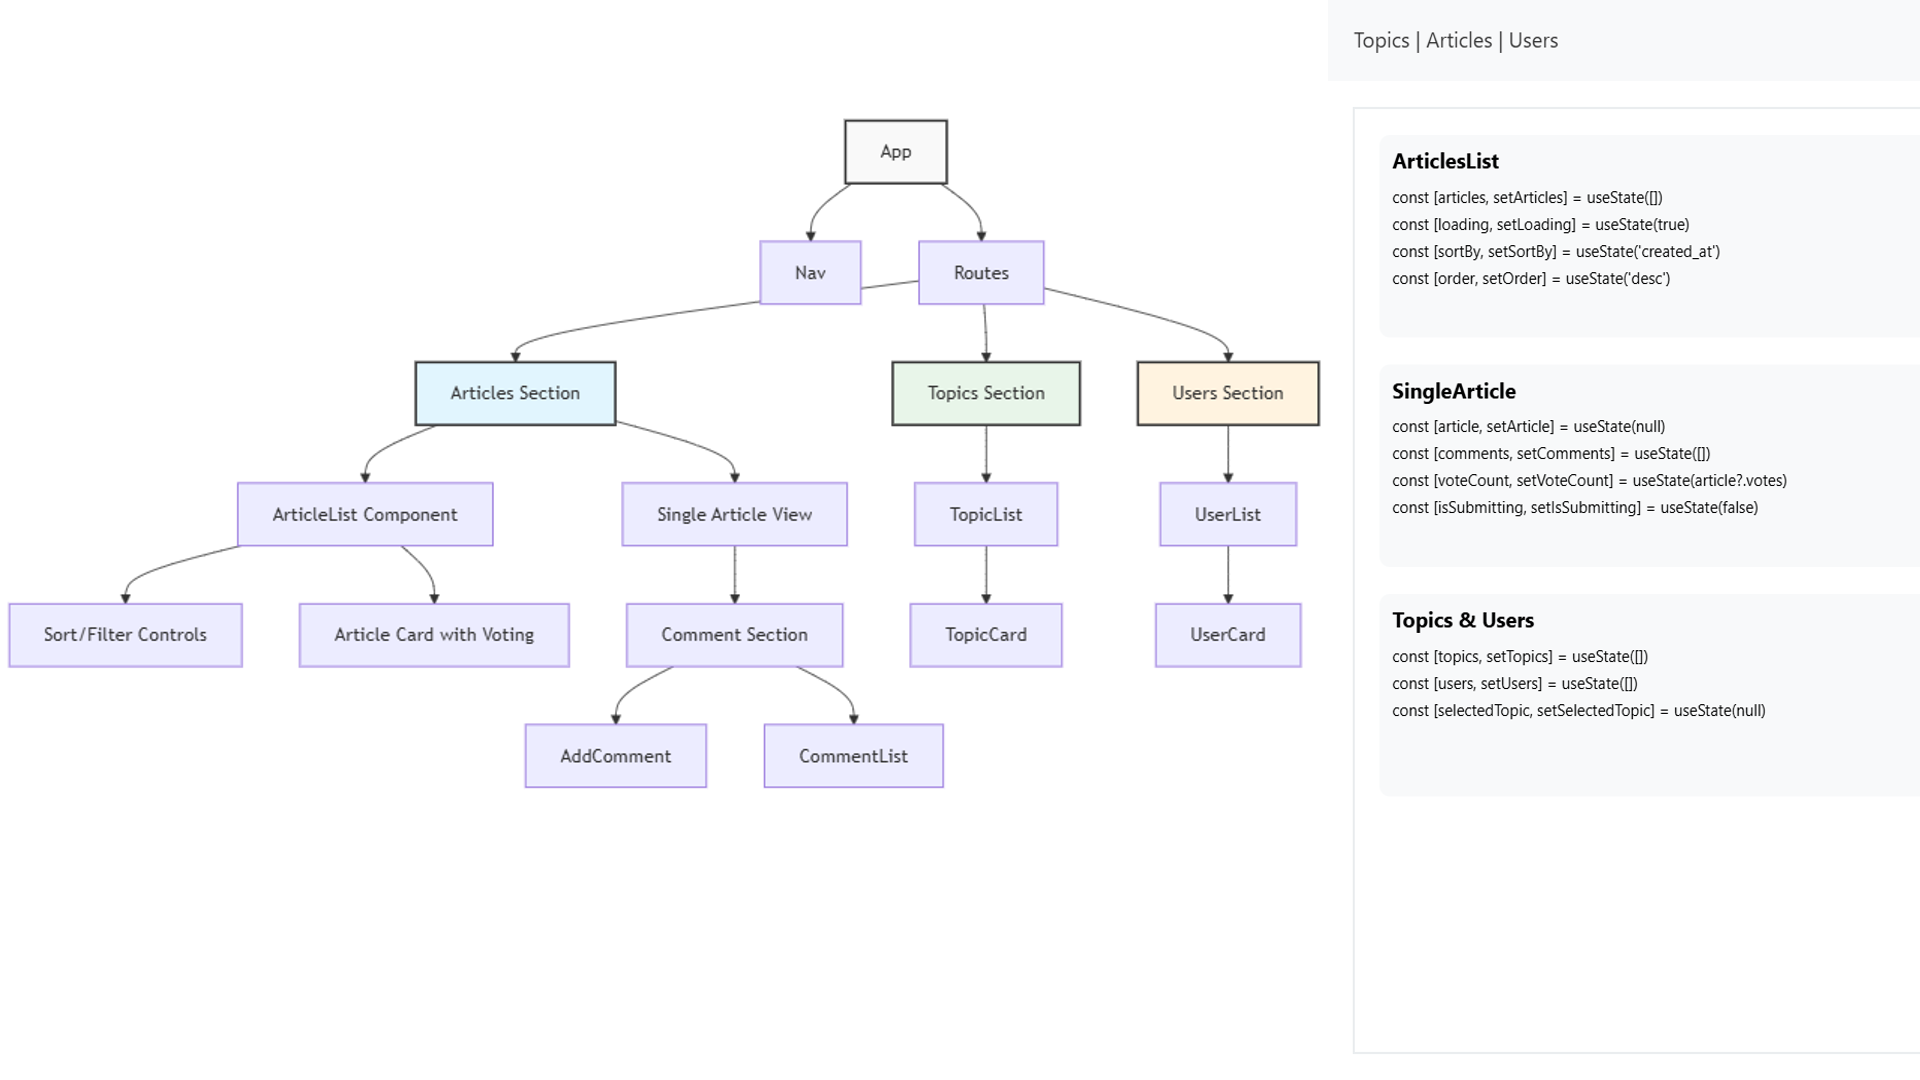 Topics | Articles | Users
App
Nav
Routes
Articles Section
Topics Section
Users Section
ArticleList Component
Single Article View
TopicList
UserList
Sort/Filter Controls
Article Card with Voting
Comment Section
TopicCard
UserCard
AddComment
CommentList
ArticlesList
const [articles, setArticles] = useState([])
const [loading, setLoading] = useState(true)
const [sortBy, setSortBy] = useState('created_at')
const [order, setOrder] = useState('desc')
SingleArticle
const [article, setArticle] = useState(null)
const [comments, setComments] = useState([])
const [voteCount, setVoteCount] = useState(article?.votes)
const [isSubmitting, setIsSubmitting] = useState(false)
Topics & Users
const [topics, setTopics] = useState([])
const [users, setUsers] = useState([])
const [selectedTopic, setSelectedTopic] = useState(null)